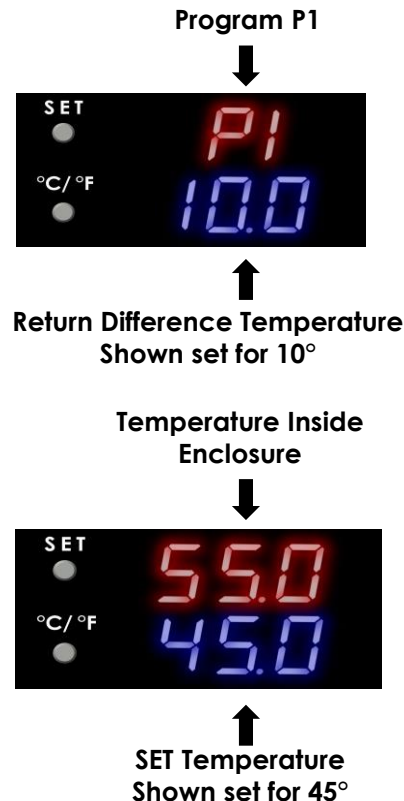 Program P1
SET
P1
°C/°F
10.0
Return Difference Temperature
Shown set for 10°
Temperature Inside
Enclosure
SET
55.0
°C/°F
45.0
SET Temperature
Shown set for 45°